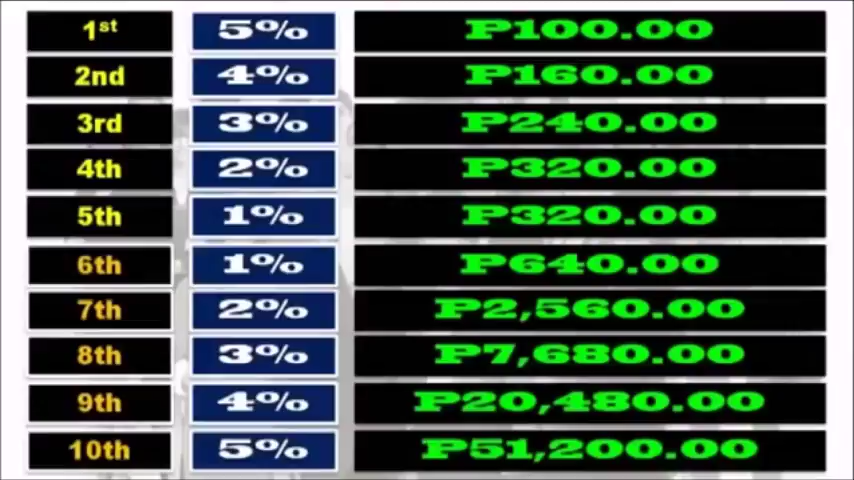 1st 5% P100.00
2nd 4% P160.00
3rd 3% P240.00
4th 2% P320.00
5th 1% P320.00
6th 1% P640.00
7th 2% P2,560.00
8th 3% P7,680.00
9th 4% P20,480.00
10th 5% P51,200.00